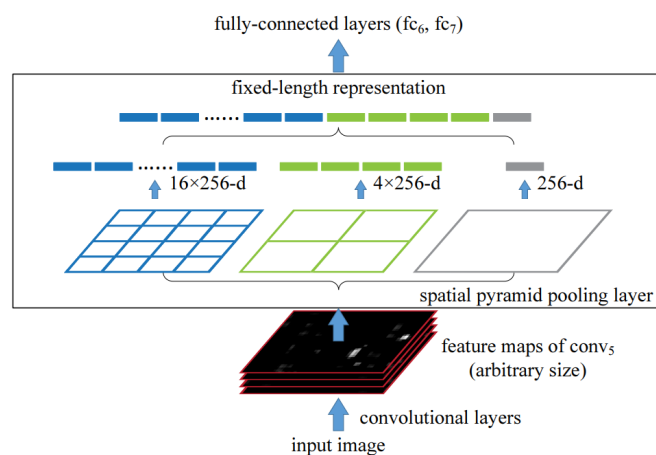 fully-connected layers (fc6, fc7)
fixed-length representation
......
......
16×256-d
4×256-d
256-d
spatial pyramid pooling layer
feature maps of conv5
(arbitrary size)
convolutional layers
input image